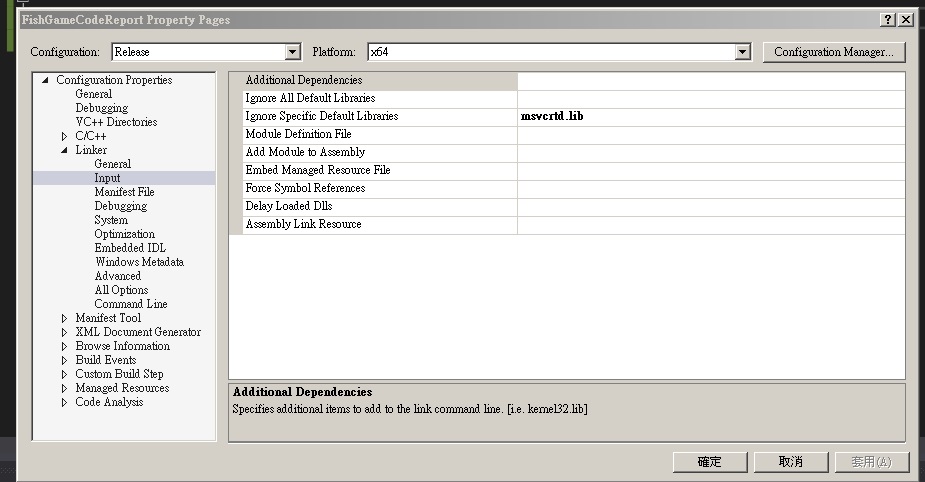 FishGameCodeReport Property Pages
Configuration: Release Platform: x64 Configuration Manager...
Configuration Properties
General
Debugging
VC++ Directories
C/C++
Linker
General
Input
Manifest File
Debugging
System
Optimization
Embedded IDL
Windows Metadata
Advanced
All Options
Command Line
Manifest Tool
XML Document Generator
Browse Information
Build Events
Custom Build Step
Managed Resources
Code Analysis
Additional Dependencies
Ignore All Default Libraries
Ignore Specific Default Libraries msvcrtd.lib
Module Definition File
Add Module to Assembly
Embed Managed Resource File
Force Symbol References
Delay Loaded Dlls
Assembly Link Resource
Additional Dependencies
Specifies additional items to add to the link command line. [i.e. kernel32.lib]
確定 取消 套用(A)